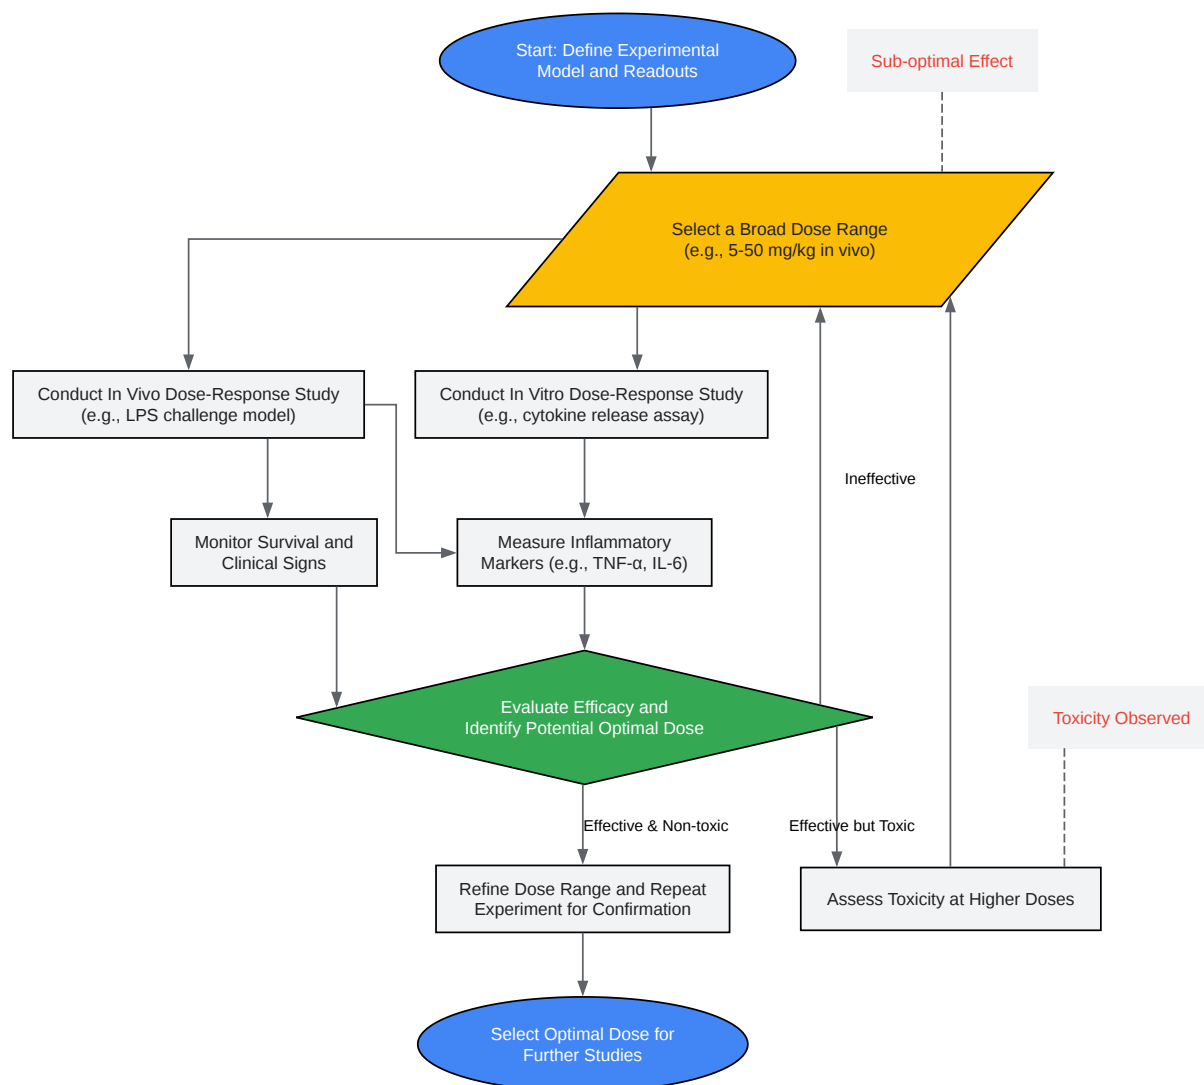 Start: Define Experimental
Model and Readouts
Sub-optimal Effect
Select a Broad Dose Range
(e.g., 5-50 mg/kg in vivo)
Conduct In Vivo Dose-Response Study
(e.g., LPS challenge model)
Conduct In Vitro Dose-Response Study
(e.g., cytokine release assay)
Ineffective
Monitor Survival and
Clinical Signs
Measure Inflammatory
Markers (e.g., TNF-α, IL-6)
Evaluate Efficacy and
Identify Potential Optimal Dose
Toxicity Observed
Effective & Non-toxic
Effective but Toxic
Refine Dose Range and Repeat
Experiment for Confirmation
Assess Toxicity at Higher Doses
Select Optimal Dose for
Further Studies